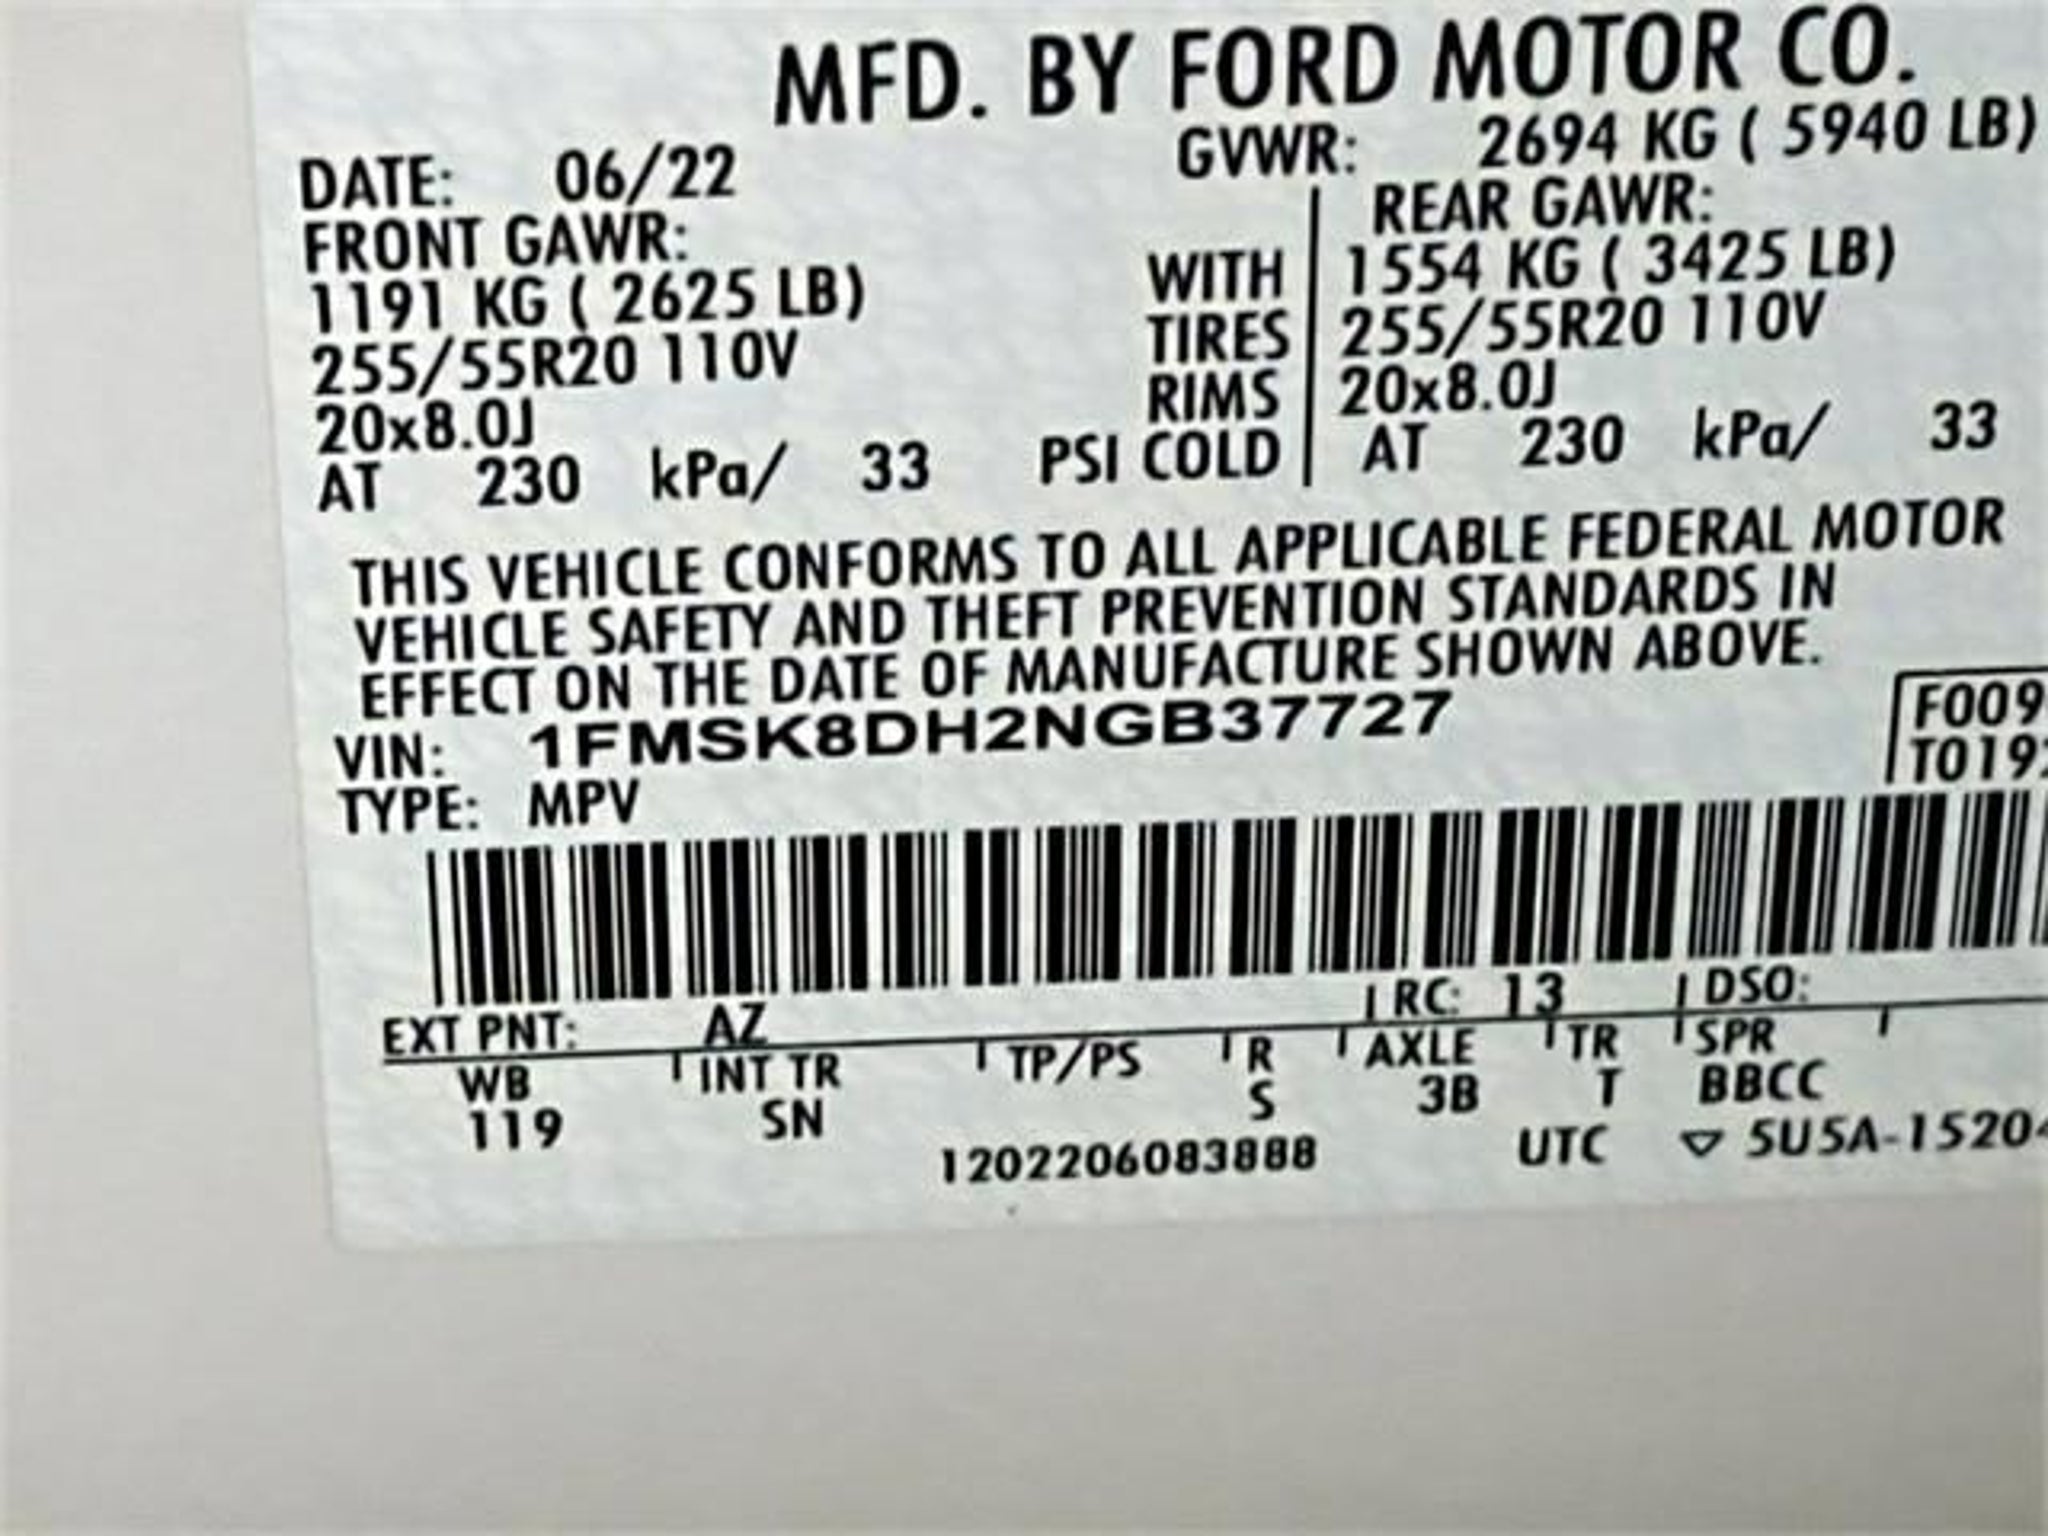 MFD. BY FORD MOTOR CO.
DATE: 06/22 GVWR: 2694 KG ( 5940 LB)
FRONT GAWR: REAR GAWR:
1191 KG ( 2625 LB) WITH 1554 KG ( 3425 LB)
255/55R20 110V TIRES 255/55R20 110V
20x8.0J RIMS 20x8.0J
AT 230 kPa/ 33 PSI COLD AT 230 kPa/ 33
THIS VEHICLE CONFORMS TO ALL APPLICABLE FEDERAL MOTOR
VEHICLE SAFETY AND THEFT PREVENTION STANDARDS IN
EFFECT ON THE DATE OF MANUFACTURE SHOWN ABOVE.
VIN: 1FMSK8DH2NGB37727 F009
TYPE: MPV T019
EXT PNT: AZ RC: 13 DSO:
WB INT TR TP/PS R AXLE TR SPR
119 SN S 3B T BBCC
1202206083888 UTC ▽ 5U5A-1520